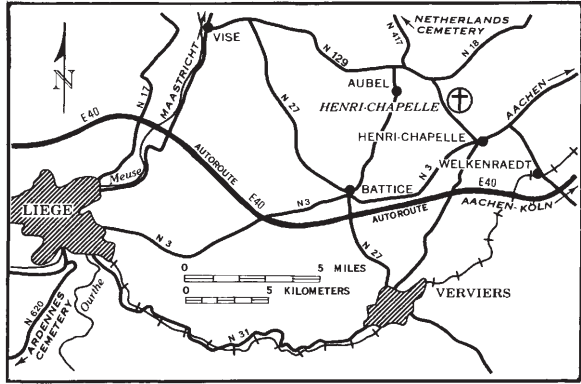 NETHERLANDS
CEMETERY
VISE
N 129
N 417
N 18
MAASTRICHT
N 17
AUBEL
HENRI-CHAPELLE
N 27
AACHEN
E40
HENRI-CHAPELLE
N
AUTOROUTE
N 3
WELKENRAEDT
Meuse
BATTICE
E40
LIEGE
E40
N3
AUTOROUTE
AACHEN-KÖLN
N 3
N 27
0 5 MILES
0 5 KILOMETERS
VERVIERS
N 620
ARDENNES
CEMETERY
Ourthe
N 31